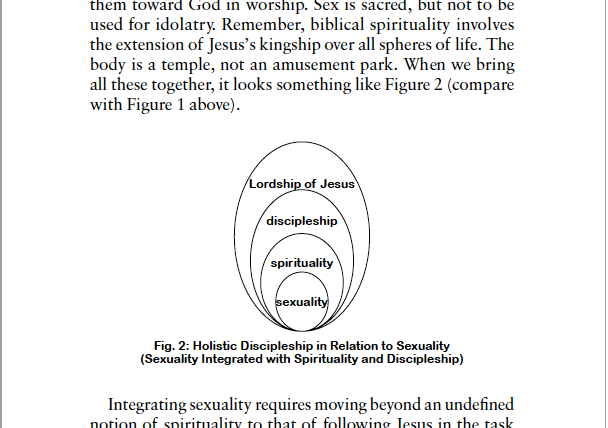 them toward God in worship. Sex is sacred, but not to be
used for idolatry. Remember, biblical spirituality involves
the extension of Jesus’s kingship over all spheres of life. The
body is a temple, not an amusement park. When we bring
all these together, it looks something like Figure 2 (compare
with Figure 1 above).
Lordship of Jesus
discipleship
spirituality
sexuality
Fig. 2: Holistic Discipleship in Relation to Sexuality
(Sexuality Integrated with Spirituality and Discipleship)
Integrating sexuality requires moving beyond an undefined
notion of spirituality to that of following Jesus in the task